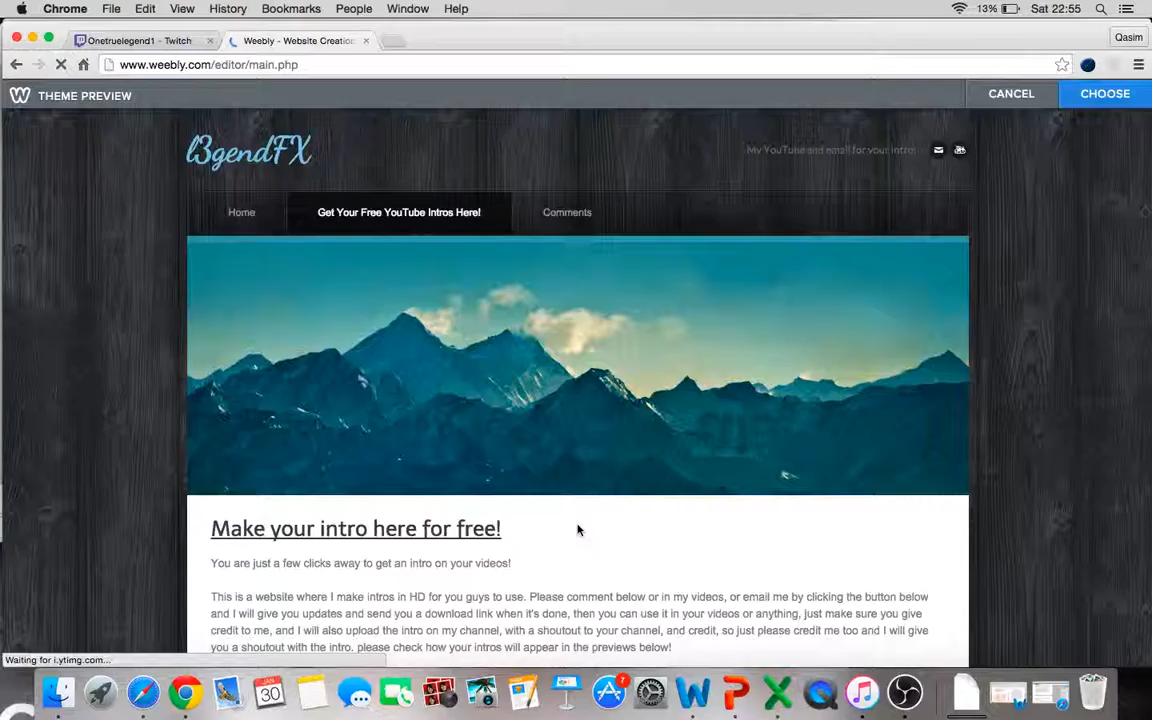 Chrome File Edit View History Bookmarks People Window Help 13% Sat 22:55
Onetruelegend1 - Twitch Weebly - Website Creation Qasim
www.weebly.com/editor/main.php
THEME PREVIEW CANCEL CHOOSE
l3gendFX My YouTube and email for your intro!
Home Get Your Free YouTube Intros Here! Comments
Make your intro here for free!
You are just a few clicks away to get an intro on your videos!
This is a website where I make intros in HD for you guys to use. Please comment below or in my videos, or email me by clicking the button below
and I will give you updates and send you a download link when it's done, then you can use it in your videos or anything, just make sure you give
credit to me, and I will also upload the intro on my channel, with a shoutout to your channel, and credit, so just please credit me too and I will give
you a shoutout with the intro. please check how your intros will appear in the previews below!
Waiting for i.ytimg.com...
JAN
30
7